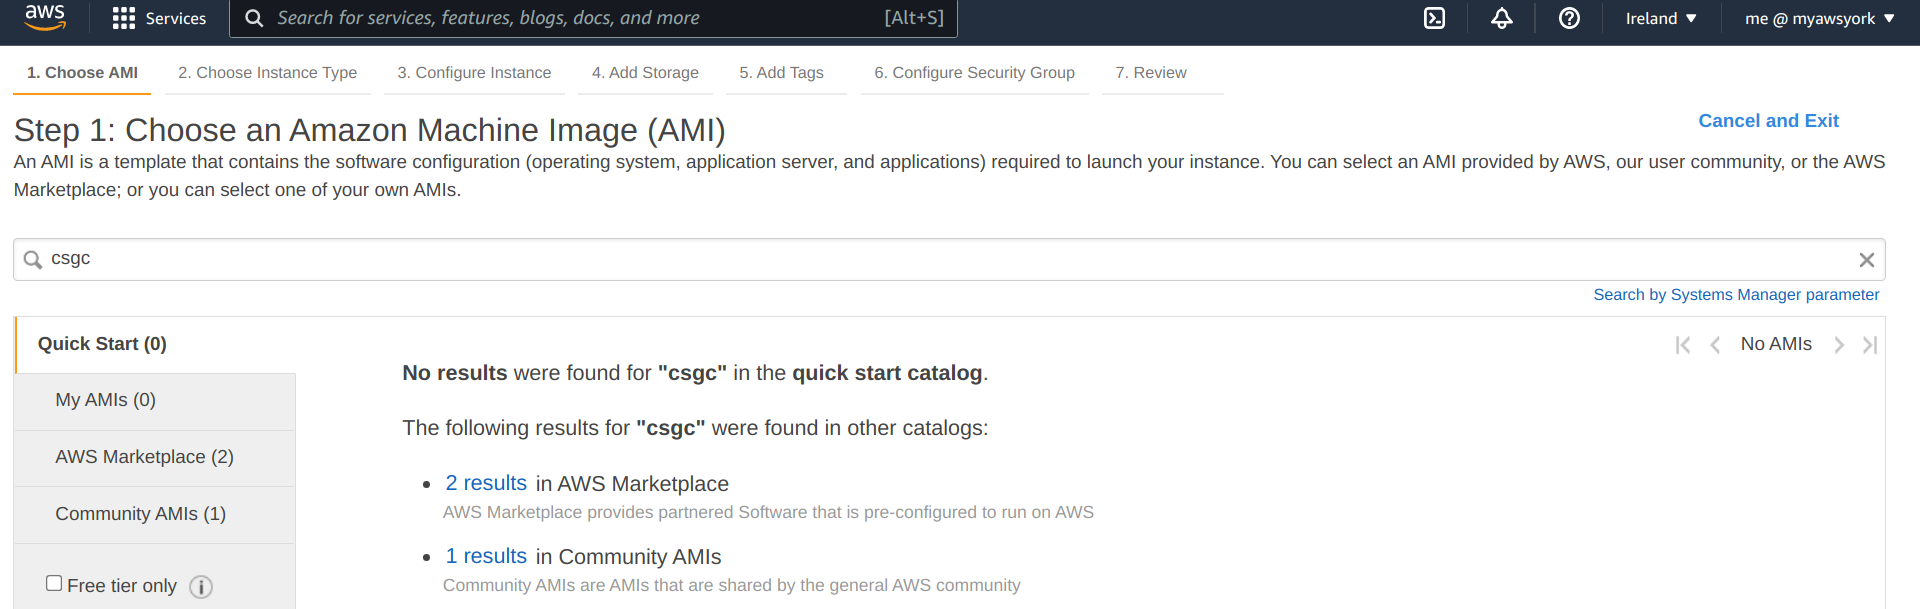 aws Services Search for services, features, blogs, docs, and more [Alt+S] Ireland me @ myawsyork
1. Choose AMI 2. Choose Instance Type 3. Configure Instance 4. Add Storage 5. Add Tags 6. Configure Security Group 7. Review
Step 1: Choose an Amazon Machine Image (AMI) Cancel and Exit
An AMI is a template that contains the software configuration (operating system, application server, and applications) required to launch your instance. You can select an AMI provided by AWS, our user community, or the AWS
Marketplace; or you can select one of your own AMIs.
csgc
Search by Systems Manager parameter
Quick Start (0) No AMIs
No results were found for "csgc" in the quick start catalog.
My AMIs (0)
The following results for "csgc" were found in other catalogs:
AWS Marketplace (2)
2 results in AWS Marketplace
AWS Marketplace provides partnered Software that is pre-configured to run on AWS
Community AMIs (1)
1 results in Community AMIs
Community AMIs are AMIs that are shared by the general AWS community
Free tier only